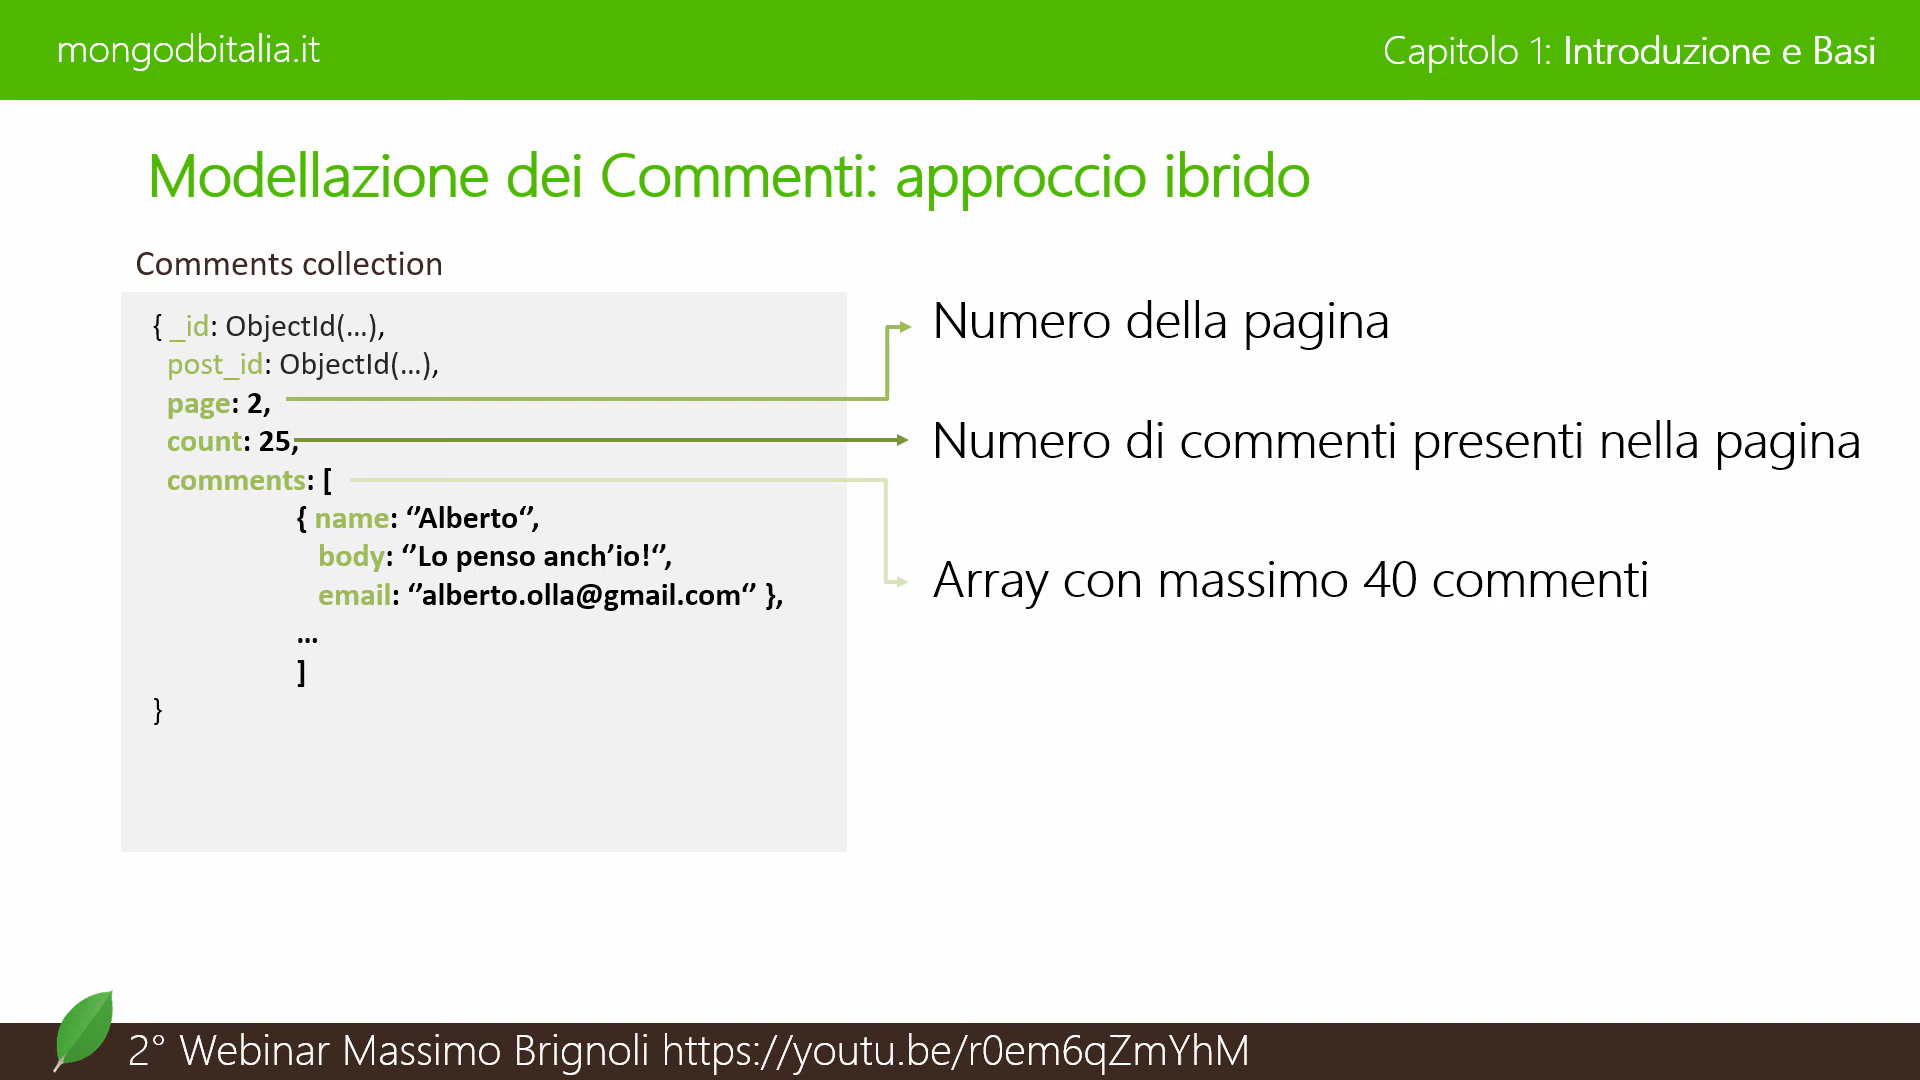 mongodbitalia.it
Capitolo 1: Introduzione e Basi
Modellazione dei Commenti: approccio ibrido
Comments collection
{ _id: ObjectId(…),
post_id: ObjectId(…),
page: 2,
count: 25,
comments: [
{ name: “Alberto“,
body: “Lo penso anch’io!“,
email: “alberto.olla@gmail.com“ },
…
]
}
Numero della pagina
Numero di commenti presenti nella pagina
Array con massimo 40 commenti
2° Webinar Massimo Brignoli https://youtu.be/r0em6qZmYhM